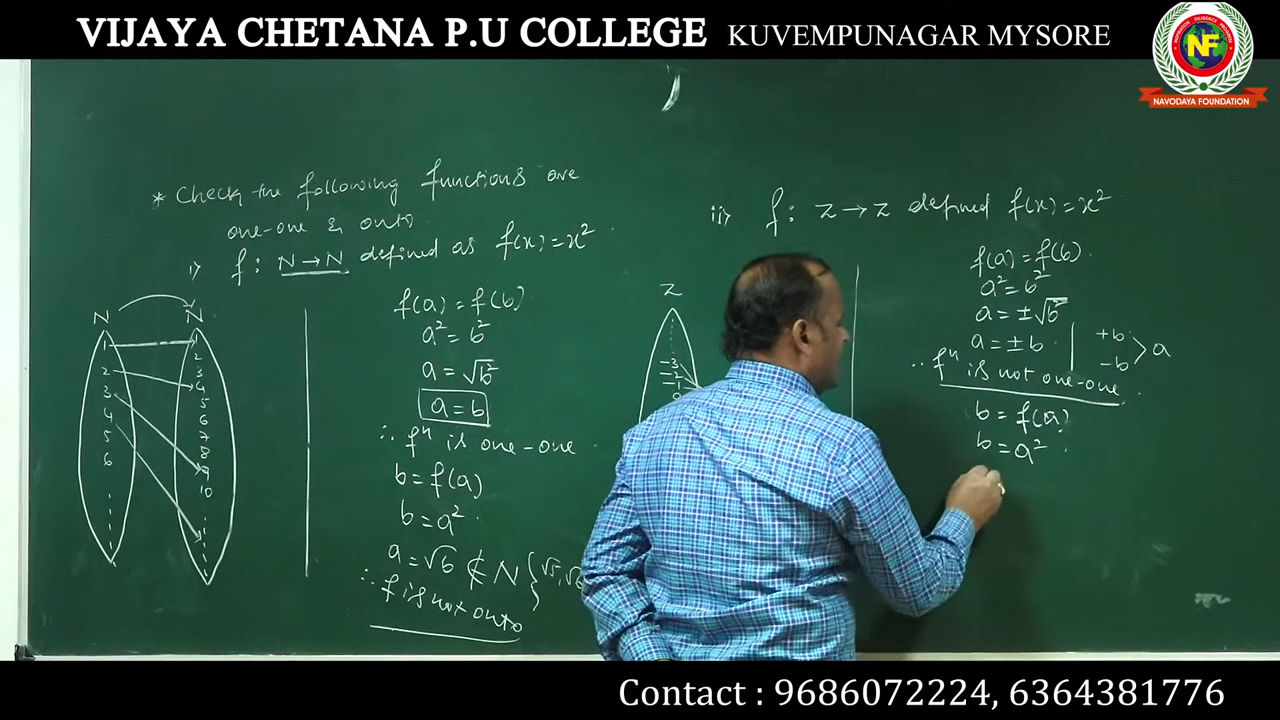 VIJAYA CHETANA P.U COLLEGE KUVEMPUNAGAR MYSORE
NF
NAVODAYA FOUNDATION
* Check the following functions are
one-one & onto
i) f : N → N defined as f(x) = x²
N N
1 1
2 2
3 3
4 4
5 5
6 6
7
8
9
10
f(a) = f(b)
a² = b²
a = √b²
a = b
∴ fⁿ is one-one
b = f(a)
b = a²
a = √b ∉ N {√5, √
∴ f is not onto
ii) f : Z → Z defined f(x) = x²
Z
-3
-2
-1
0
f(a) = f(b)
a² = b²
a = ±√b²
a = ± b
+b
-b
a
∴ fⁿ is not one-one
b = f(a)
b = a²
Contact : 9686072224, 6364381776